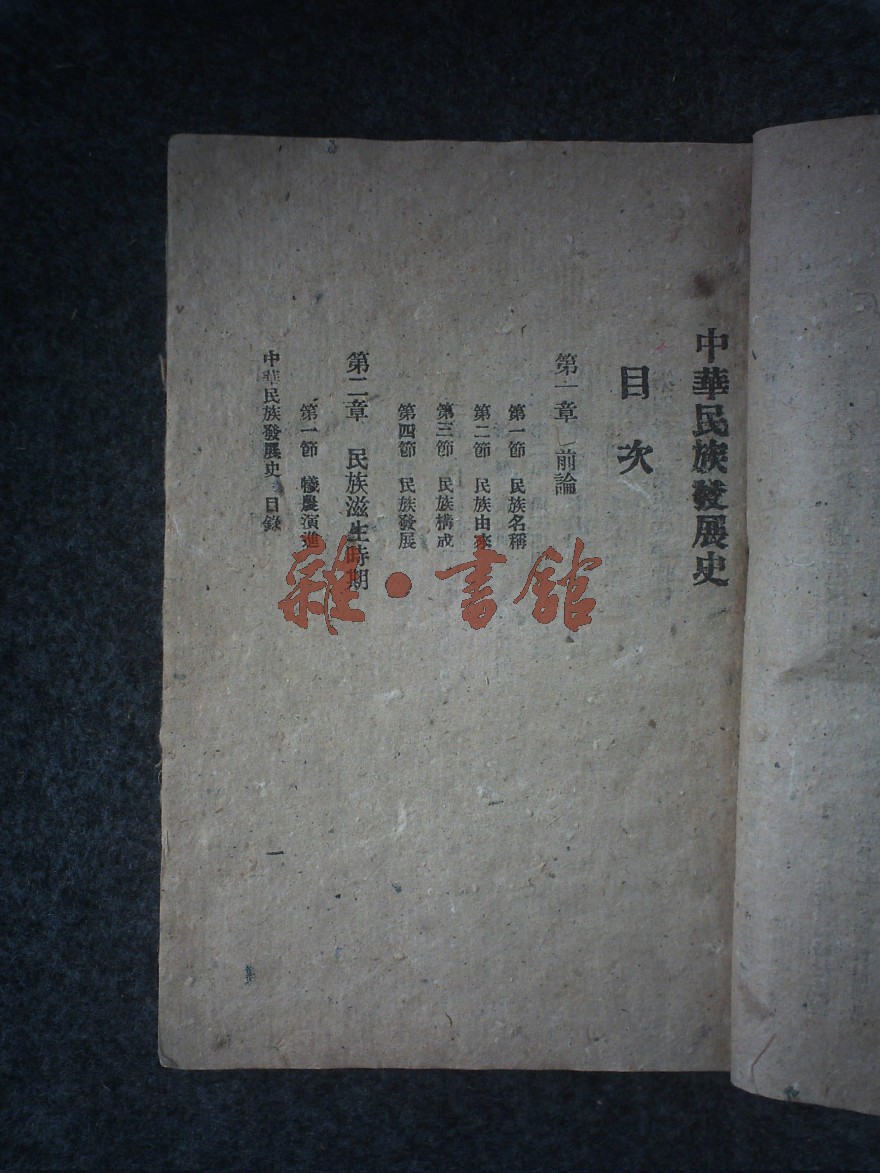 中華民族發展史
目次
第一章 前論
第一節 民族名稱
第二節 民族由來
第三節 民族構成
第四節 民族發展
第二章 民族滋生時期
第一節 犧農演進
中華民族發展史 目錄
一
雜·書館